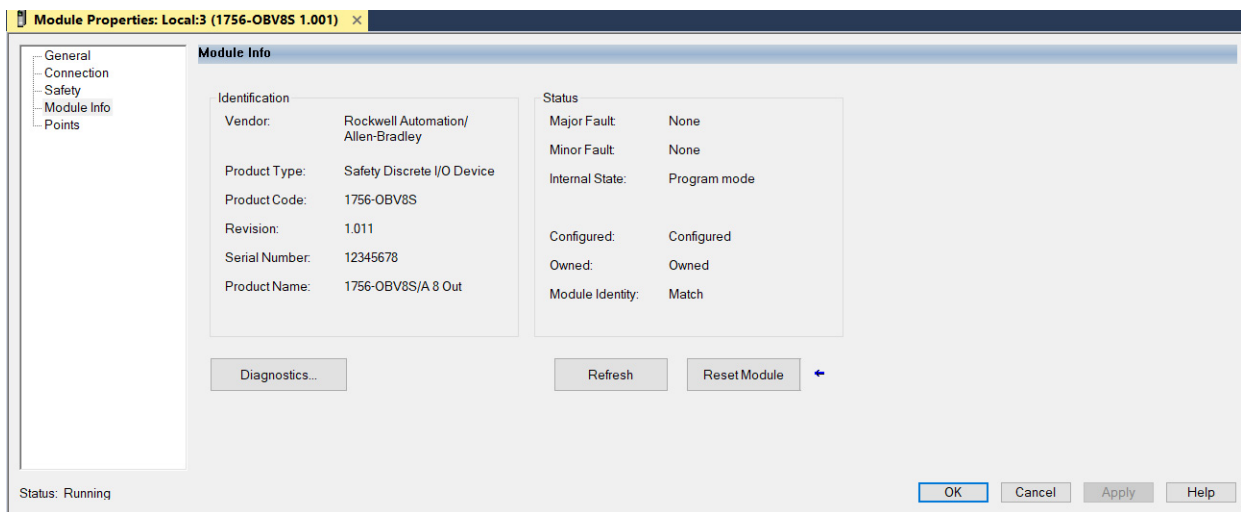 Module Properties: Local:3 (1756-OBV8S 1.001) ×
General
Connection
Safety
Module Info
Points
Module Info
Identification
Vendor: Rockwell Automation/
Allen-Bradley
Product Type: Safety Discrete I/O Device
Product Code: 1756-OBV8S
Revision: 1.011
Serial Number: 12345678
Product Name: 1756-OBV8S/A 8 Out
Status
Major Fault: None
Minor Fault: None
Internal State: Program mode
Configured: Configured
Owned: Owned
Module Identity: Match
Diagnostics...
Refresh
Reset Module
Status: Running
OK
Cancel
Apply
Help